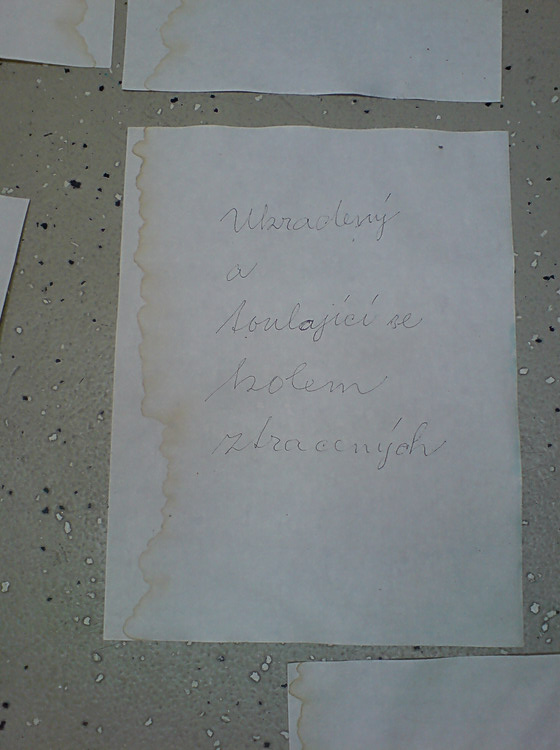 Ukradený
a
toulající se
kolem
ztracených